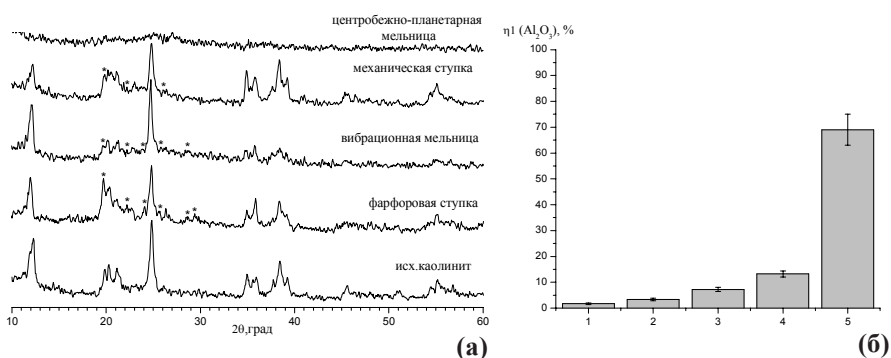 центробежно-планетарная
мельница
механическая ступка
* * *
вибрационная мельница
* * * * *
фарфоровая ступка
* * * * * *
исх.каолинит
10 20 30 40 50 60
2θ,град
(а)
η1 (Al₂O₃), %
100
90
80
70
60
50
40
30
20
10
0
1 2 3 4 5
(б)